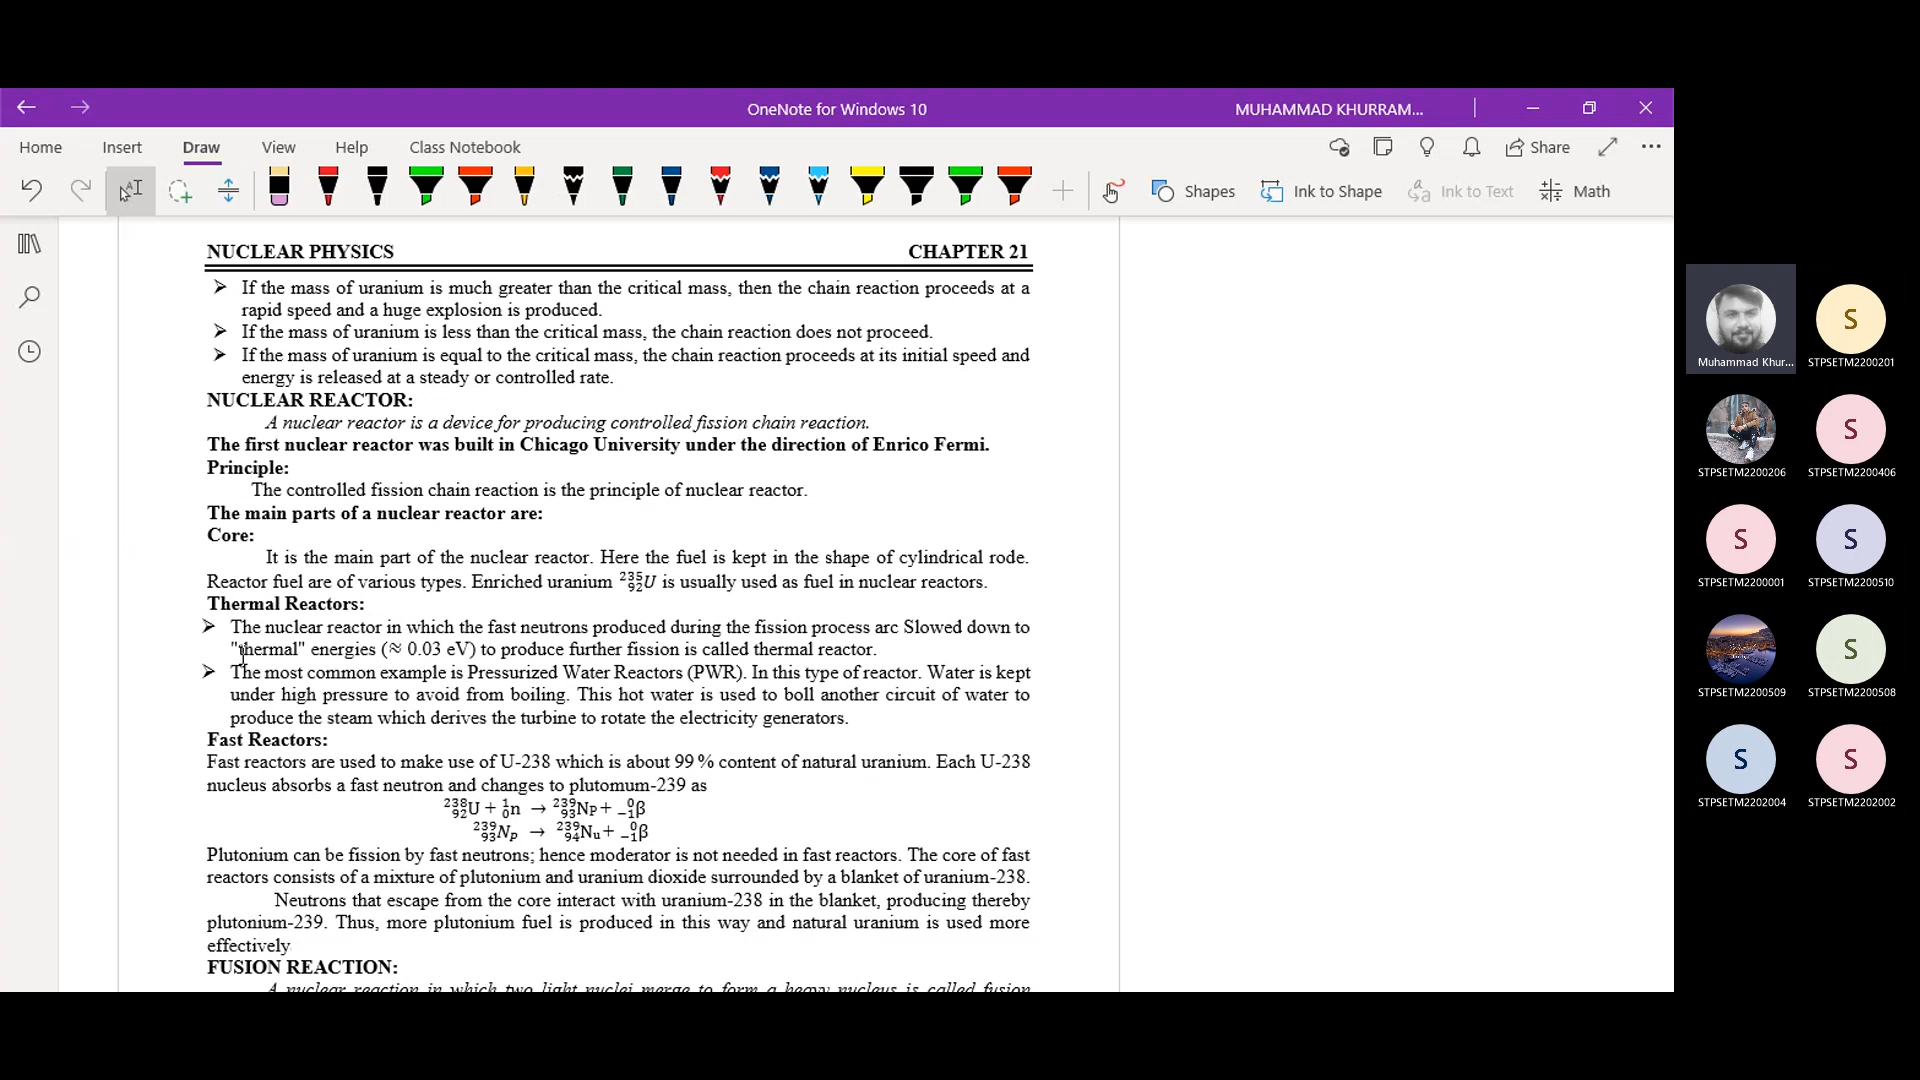 OneNote for Windows 10
MUHAMMAD KHURRAM...
Home Insert Draw View Help Class Notebook
Share
Shapes Ink to Shape Ink to Text Math
NUCLEAR PHYSICS CHAPTER 21
➢ If the mass of uranium is much greater than the critical mass, then the chain reaction proceeds at a
rapid speed and a huge explosion is produced.
➢ If the mass of uranium is less than the critical mass, the chain reaction does not proceed.
➢ If the mass of uranium is equal to the critical mass, the chain reaction proceeds at its initial speed and
energy is released at a steady or controlled rate.
NUCLEAR REACTOR:
A nuclear reactor is a device for producing controlled fission chain reaction.
The first nuclear reactor was built in Chicago University under the direction of Enrico Fermi.
Principle:
The controlled fission chain reaction is the principle of nuclear reactor.
The main parts of a nuclear reactor are:
Core:
It is the main part of the nuclear reactor. Here the fuel is kept in the shape of cylindrical rode.
Reactor fuel are of various types. Enriched uranium ²³⁵₉₂U is usually used as fuel in nuclear reactors.
Thermal Reactors:
➢ The nuclear reactor in which the fast neutrons produced during the fission process arc Slowed down to
"thermal" energies (≈ 0.03 eV) to produce further fission is called thermal reactor.
➢ The most common example is Pressurized Water Reactors (PWR). In this type of reactor. Water is kept
under high pressure to avoid from boiling. This hot water is used to boll another circuit of water to
produce the steam which derives the turbine to rotate the electricity generators.
Fast Reactors:
Fast reactors are used to make use of U-238 which is about 99 % content of natural uranium. Each U-238
nucleus absorbs a fast neutron and changes to plutomum-239 as
²³⁸₉₂U + ¹₀n → ²³⁹₉₃Np + ⁰₋₁β
²³⁹₉₃Np → ²³⁹₉₄Nu + ⁰₋₁β
Plutonium can be fission by fast neutrons; hence moderator is not needed in fast reactors. The core of fast
reactors consists of a mixture of plutonium and uranium dioxide surrounded by a blanket of uranium-238.
Neutrons that escape from the core interact with uranium-238 in the blanket, producing thereby
plutonium-239. Thus, more plutonium fuel is produced in this way and natural uranium is used more
effectively
FUSION REACTION:
A nuclear reaction in which two light nuclei merge to form a heavy nucleus is called fusion
S
Muhammad Khur... STPSETM2200201
S
STPSETM2200206 STPSETM2200406
S S
STPSETM2200001 STPSETM2200510
S
STPSETM2200509 STPSETM2200508
S S
STPSETM2202004 STPSETM2202002